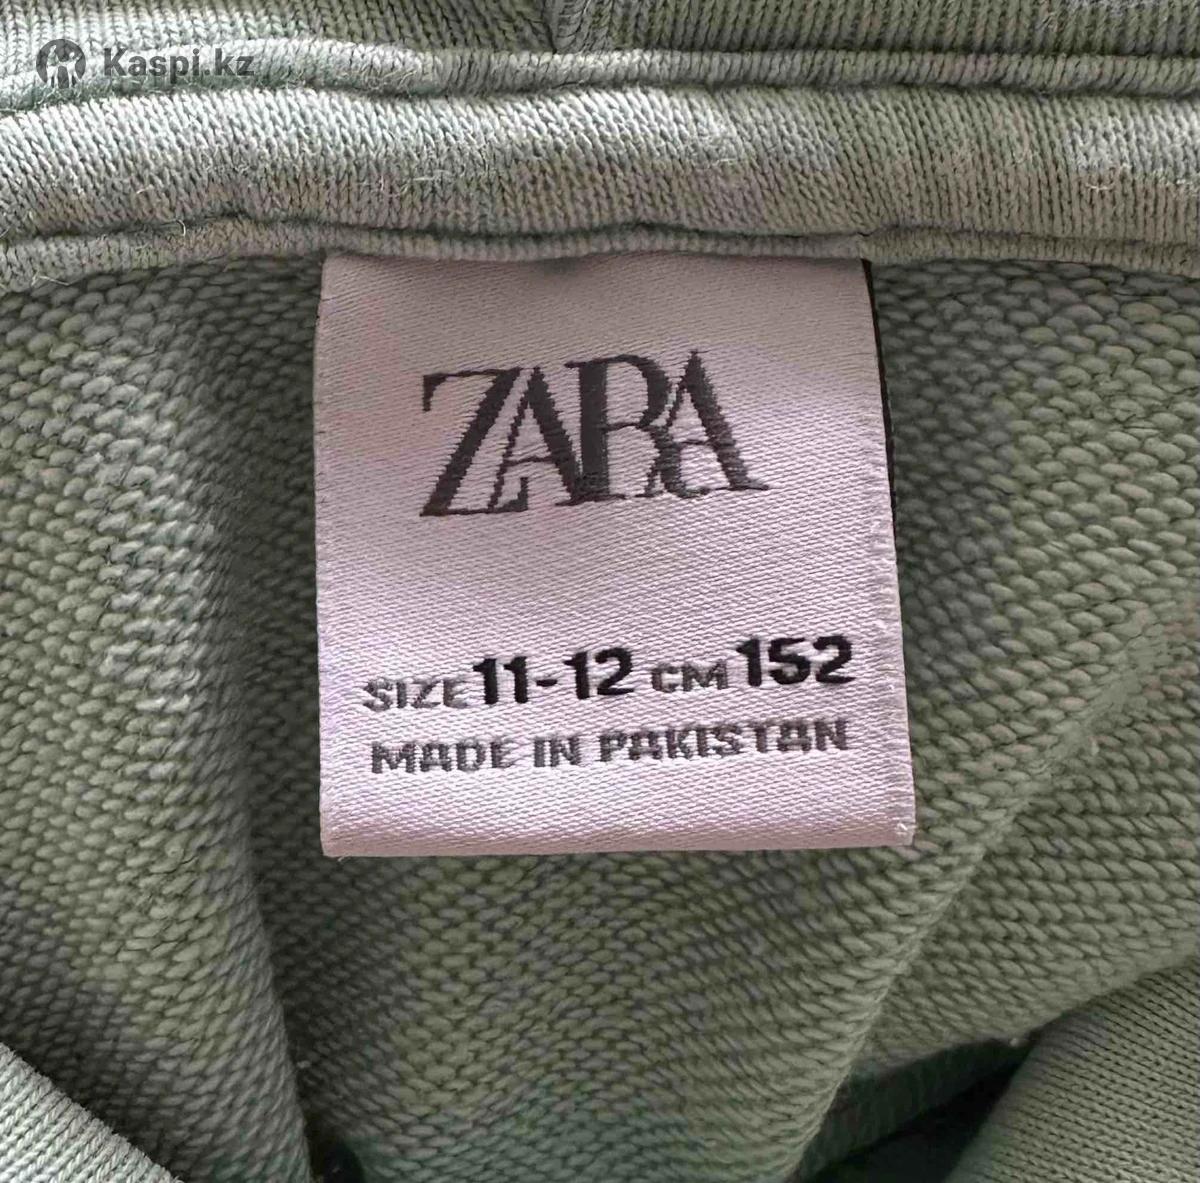 Kaspi.kz
ZARA
SIZE 11-12 CM 152
MADE IN PAKISTAN